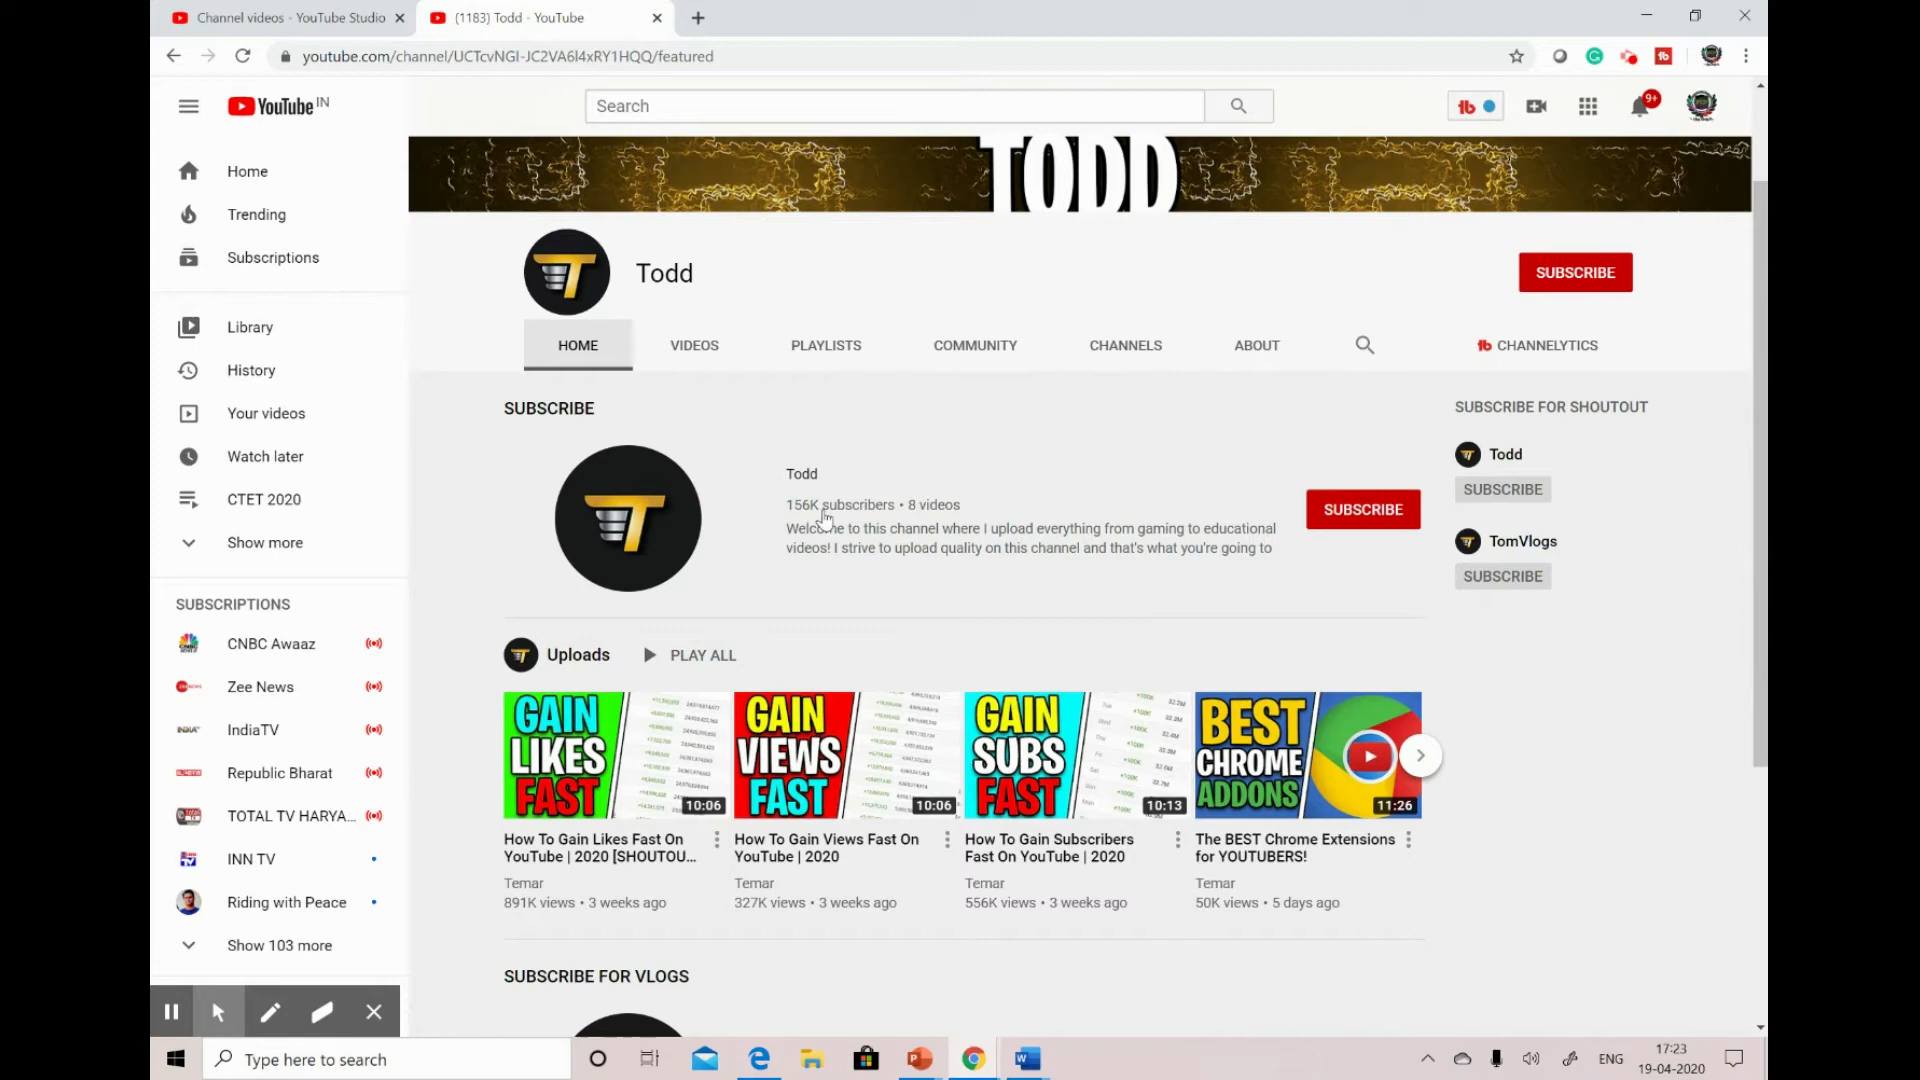 Channel videos - YouTube Studio
(1183) Todd - YouTube
youtube.com/channel/UCTcvNGI-JC2VA6l4xRY1HQQ/featured
YouTube IN
Search
9+
Home
Trending
Subscriptions
Library
History
Your videos
Watch later
CTET 2020
Show more
SUBSCRIPTIONS
CNBC Awaaz
Zee News
IndiaTV
Republic Bharat
TOTAL TV HARYA...
INN TV
Riding with Peace
Show 103 more
TODD
Todd
SUBSCRIBE
HOME
VIDEOS
PLAYLISTS
COMMUNITY
CHANNELS
ABOUT
CHANNELYTICS
SUBSCRIBE
Todd
156K subscribers • 8 videos
Welcome to this channel where I upload everything from gaming to educational
videos! I strive to upload quality on this channel and that's what you're going to
SUBSCRIBE
SUBSCRIBE FOR SHOUTOUT
Todd
SUBSCRIBE
TomVlogs
SUBSCRIBE
Uploads
PLAY ALL
GAIN
LIKES
FAST
10:06
How To Gain Likes Fast On
YouTube | 2020 [SHOUTOU...
Temar
891K views • 3 weeks ago
GAIN
VIEWS
FAST
10:06
How To Gain Views Fast On
YouTube | 2020
Temar
327K views • 3 weeks ago
GAIN
SUBS
FAST
10:13
How To Gain Subscribers
Fast On YouTube | 2020
Temar
556K views • 3 weeks ago
BEST
CHROME
ADDONS
11:26
The BEST Chrome Extensions
for YOUTUBERS!
Temar
50K views • 5 days ago
SUBSCRIBE FOR VLOGS
Type here to search
ENG
17:23
19-04-2020